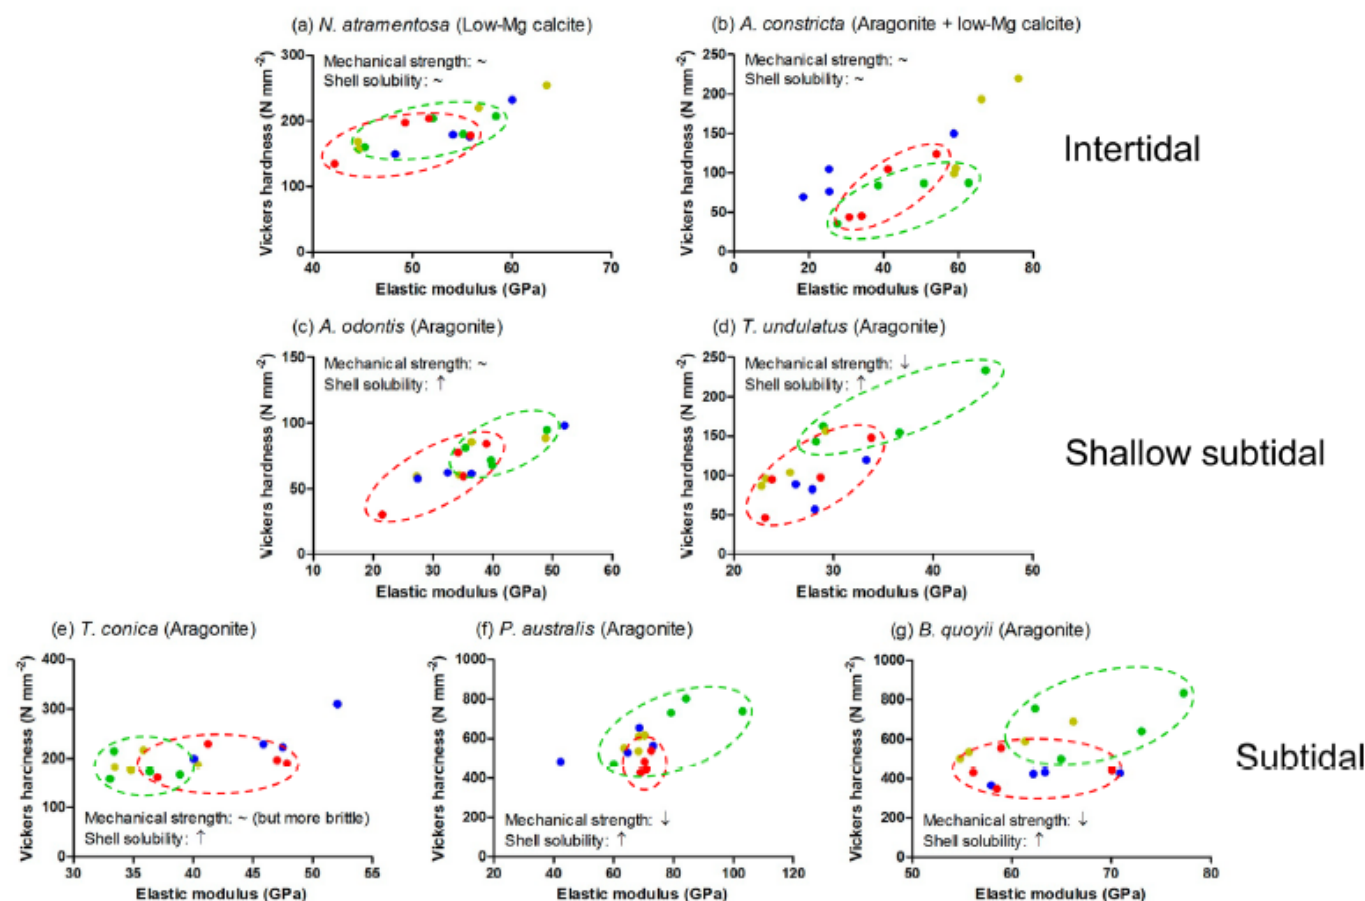 (a) N. atramentosa (Low-Mg calcite)
Mechanical strength: ~
Shell solubility: ~
Vickers hardness (N mm⁻²)
300
200
100
0
40 50 60 70
Elastic modulus (GPa)
(b) A. constricta (Aragonite + low-Mg calcite)
Mechanical strength: ~
Shell solubility: ~
Vickers hardness (N mm⁻²)
250
200
150
100
50
0
0 20 40 60 80
Elastic modulus (GPa)
Intertidal
(c) A. odontis (Aragonite)
Mechanical strength: ~
Shell solubility: ↑
Vickers hardness (N mm⁻²)
150
100
50
0
10 20 30 40 50 60
Elastic modulus (GPa)
(d) T. undulatus (Aragonite)
Mechanical strength: ↓
Shell solubility: ↑
Vickers hardness (N mm⁻²)
250
200
150
100
50
0
20 30 40 50
Elastic modulus (GPa)
Shallow subtidal
(e) T. conica (Aragonite)
Vickers hardness (N mm⁻²)
400
300
200
100
0
Mechanical strength: ~ (but more brittle)
Shell solubility: ↑
30 35 40 45 50 55
Elastic modulus (GPa)
(f) P. australis (Aragonite)
Vickers hardness (N mm⁻²)
1000
800
600
400
200
0
Mechanical strength: ↓
Shell solubility: ↑
20 40 60 80 100 120
Elastic modulus (GPa)
(g) B. quoyii (Aragonite)
Vickers hardness (N mm⁻²)
1000
800
600
400
200
0
Mechanical strength: ↓
Shell solubility: ↑
50 60 70 80
Elastic modulus (GPa)
Subtidal